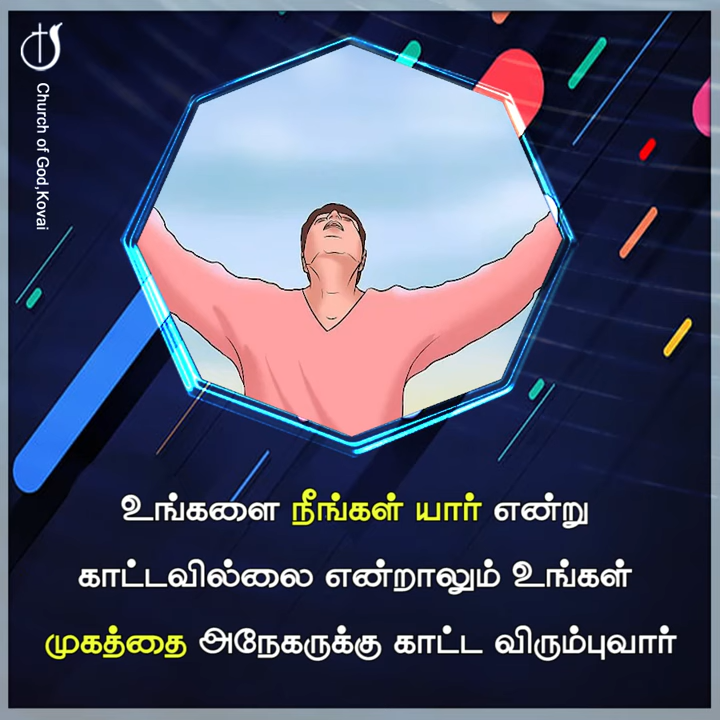 Church of God,Kovai
உங்களை நீங்கள் யார் என்று
காட்டவில்லை என்றாலும் உங்கள்
முகத்தை அநேகருக்கு காட்ட விரும்புவார்